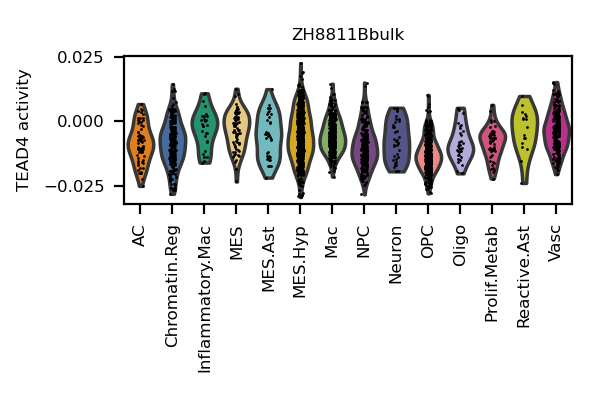 ZH8811Bbulk
TEAD4 activity
0.025
0.000
−0.025
AC
Chromatin.Reg
Inflammatory.Mac
MES
MES.Ast
MES.Hyp
Mac
NPC
Neuron
OPC
Oligo
Prolif.Metab
Reactive.Ast
Vasc